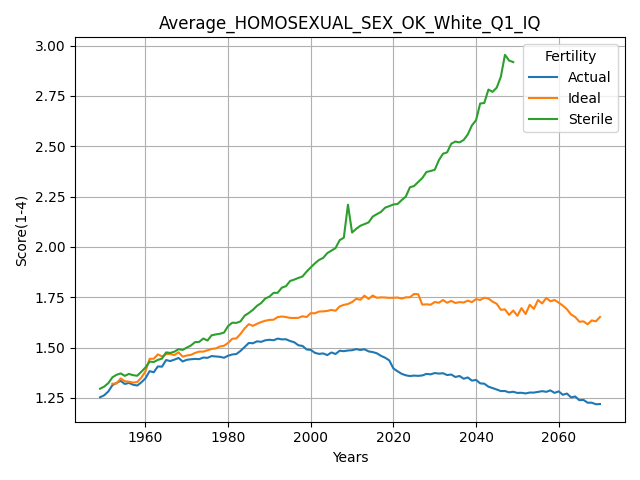 Average_HOMOSEXUAL_SEX_OK_White_Q1_IQ
Score(1-4)
3.00
2.75
2.50
2.25
2.00
1.75
1.50
1.25
Fertility
Actual
Ideal
Sterile
1960
1980
2000
2020
2040
2060
Years